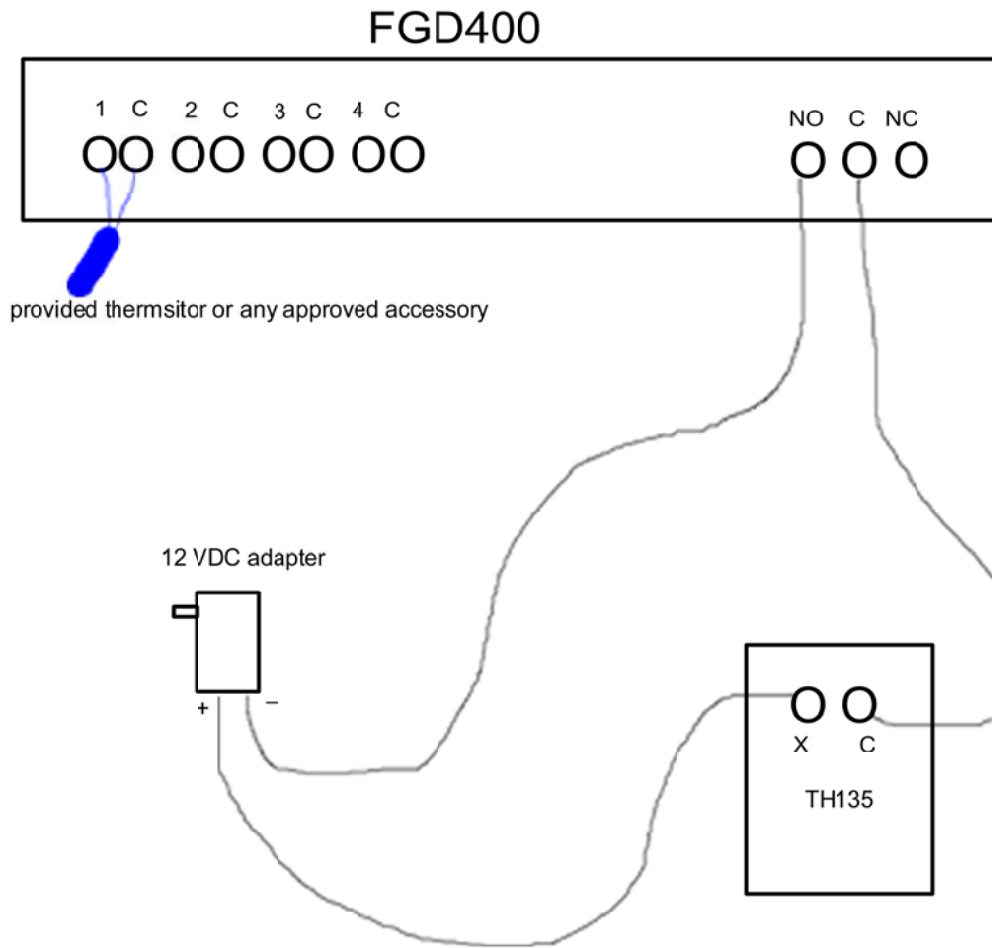 FGD400
1 C 2 C 3 C 4 C
NO C NC
provided thermsitor or any approved accessory
12 VDC adapter
+ −
X C
TH135